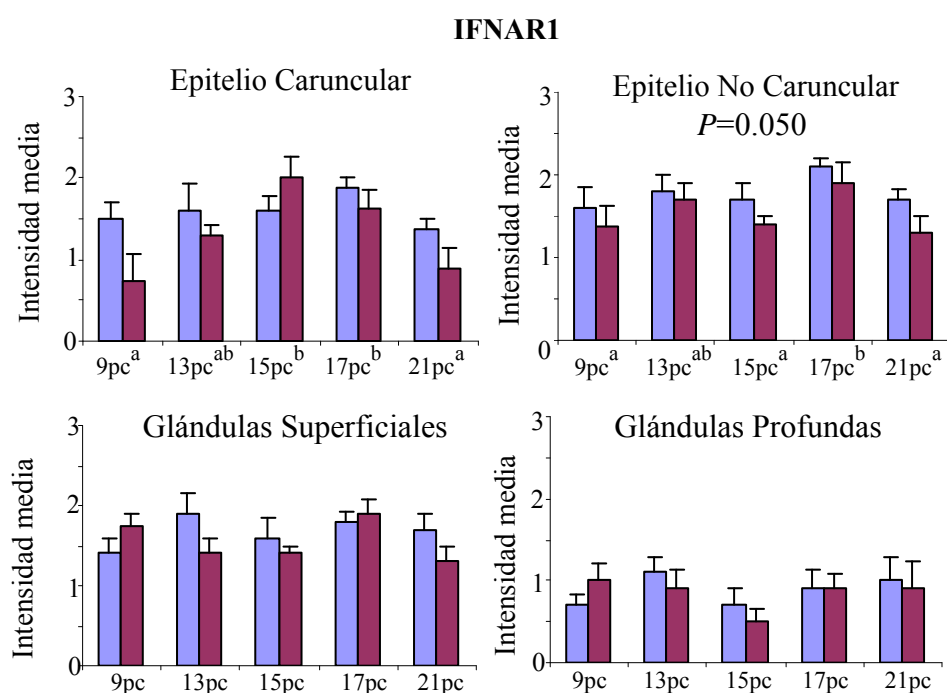 IFNAR1
Epitelio Caruncular
Intensidad media
3
2
1
0
9pcᵃ 13pcᵃᵇ 15pcᵇ 17pcᵇ 21pcᵃ
Epitelio No Caruncular
P=0.050
Intensidad media
3
2
1
0
9pcᵃ 13pcᵃᵇ 15pcᵃ 17pcᵇ 21pcᵃ
Glándulas Superficiales
Intensidad media
3
2
1
0
9pc 13pc 15pc 17pc 21pc
Glándulas Profundas
Intensidad media
3
2
1
0
9pc 13pc 15pc 17pc 21pc